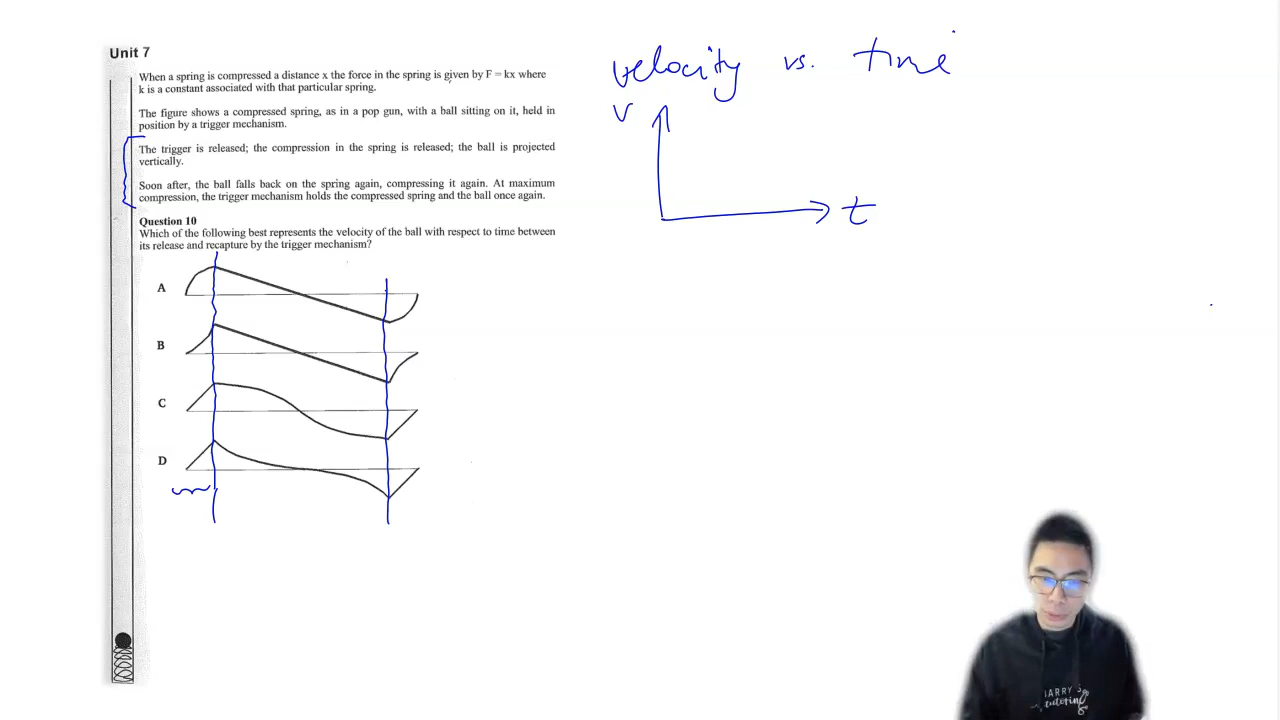 Unit 7
When a spring is compressed a distance x the force in the spring is given by F = kx where
k is a constant associated with that particular spring.
The figure shows a compressed spring, as in a pop gun, with a ball sitting on it, held in
position by a trigger mechanism.
The trigger is released; the compression in the spring is released; the ball is projected
vertically.
Soon after, the ball falls back on the spring again, compressing it again. At maximum
compression, the trigger mechanism holds the compressed spring and the ball once again.
Question 10
Which of the following best represents the velocity of the ball with respect to time between
its release and recapture by the trigger mechanism?
A
B
C
D
velocity vs. time
v
t
HARRY
tutoring